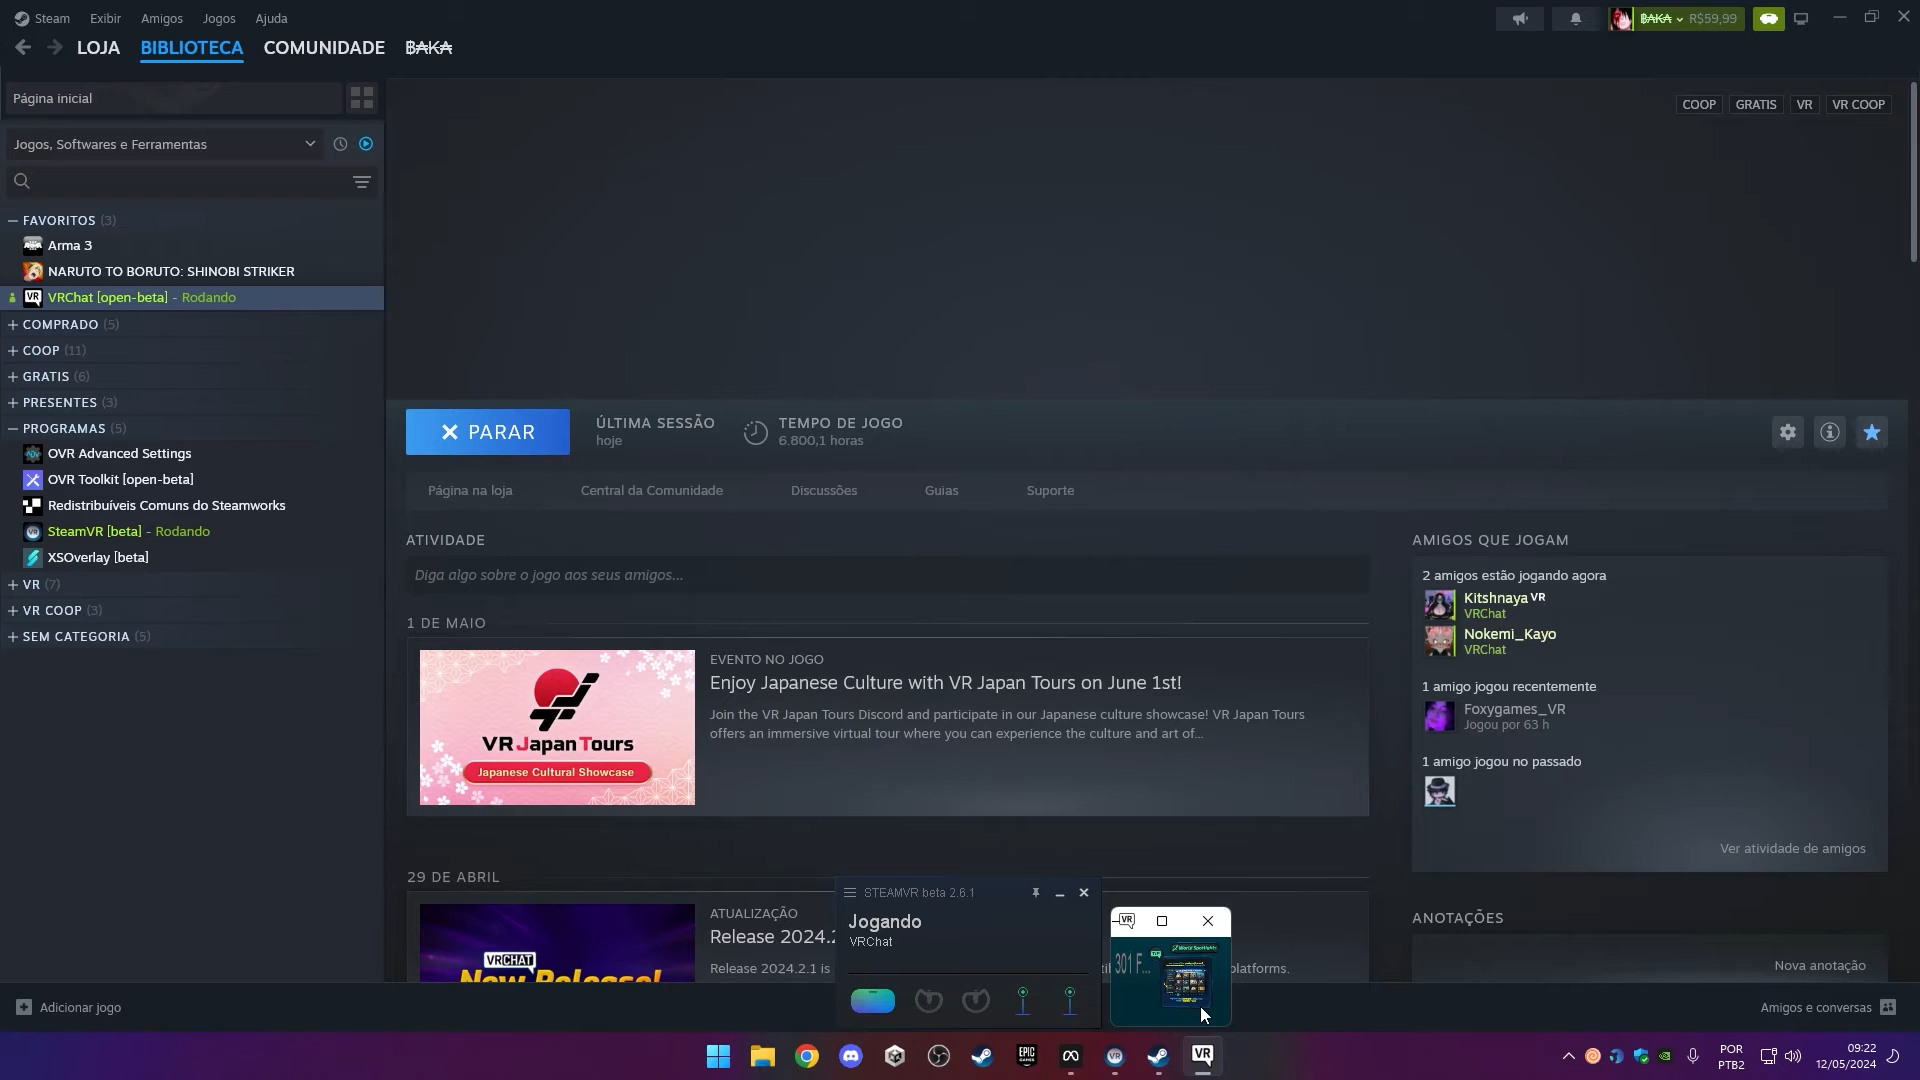 Steam Exibir Amigos Jogos Ajuda
฿₳₭₳ R$59,99
LOJA BIBLIOTECA COMUNIDADE ฿₳₭₳
Página inicial
COOP GRATIS VR VR COOP
Jogos, Softwares e Ferramentas
FAVORITOS (3)
Arma 3
NARUTO TO BORUTO: SHINOBI STRIKER
VRChat [open-beta] - Rodando
COMPRADO (5)
COOP (11)
GRATIS (6)
PRESENTES (3)
PROGRAMAS (5)
OVR Advanced Settings
OVR Toolkit [open-beta]
Redistribuíveis Comuns do Steamworks
SteamVR [beta] - Rodando
XSOverlay [beta]
VR (7)
VR COOP (3)
SEM CATEGORIA (5)
PARAR
ÚLTIMA SESSÃO
hoje
TEMPO DE JOGO
6.800,1 horas
Página na loja Central da Comunidade Discussões Guias Suporte
ATIVIDADE
Diga algo sobre o jogo aos seus amigos...
1 DE MAIO
VR Japan Tours
Japanese Cultural Showcase
EVENTO NO JOGO
Enjoy Japanese Culture with VR Japan Tours on June 1st!
Join the VR Japan Tours Discord and participate in our Japanese culture showcase! VR Japan Tours
offers an immersive virtual tour where you can experience the culture and art of...
29 DE ABRIL
VRCHAT
New Release!
ATUALIZAÇÃO
Release 2024.2
Release 2024.2.1 is
platforms.
AMIGOS QUE JOGAM
2 amigos estão jogando agora
Kitshnaya VR
VRChat
Nokemi_Kayo
VRChat
1 amigo jogou recentemente
Foxygames_VR
Jogou por 63 h
1 amigo jogou no passado
Ver atividade de amigos
ANOTAÇÕES
Nova anotação
STEAMVR beta 2.6.1
Jogando
VRChat
VR
301 F...
World Spotlights
Adicionar jogo
Amigos e conversas
EPIC GAMES
VR
POR
PTB2
09:22
12/05/2024